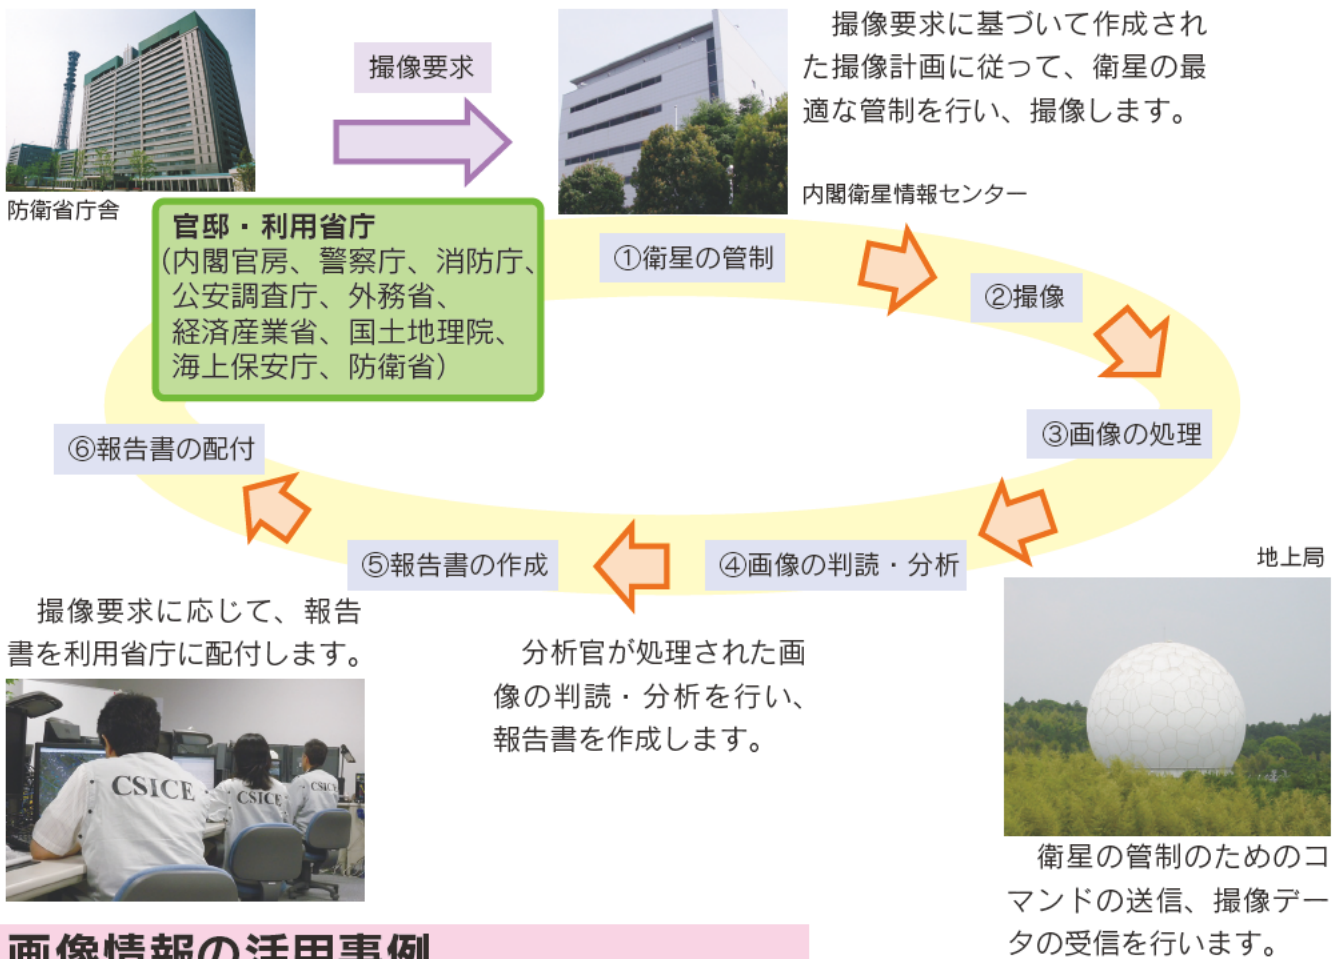 撮像要求
撮像要求に基づいて作成され
た撮像計画に従って、衛星の最
適な管制を行い、撮像します。
防衛省庁舎
内閣衛星情報センター
官邸・利用省庁
(内閣官房、警察庁、消防庁、
公安調査庁、外務省、
経済産業省、国土地理院、
海上保安庁、防衛省)
①衛星の管制
②撮像
③画像の処理
④画像の判読・分析
⑤報告書の作成
⑥報告書の配付
地上局
撮像要求に応じて、報告
書を利用省庁に配付します。
分析官が処理された画
像の判読・分析を行い、
報告書を作成します。
CSICE
CSICE
CSICE
衛星の管制のためのコ
マンドの送信、撮像デー
タの受信を行います。
画像情報の活用事例